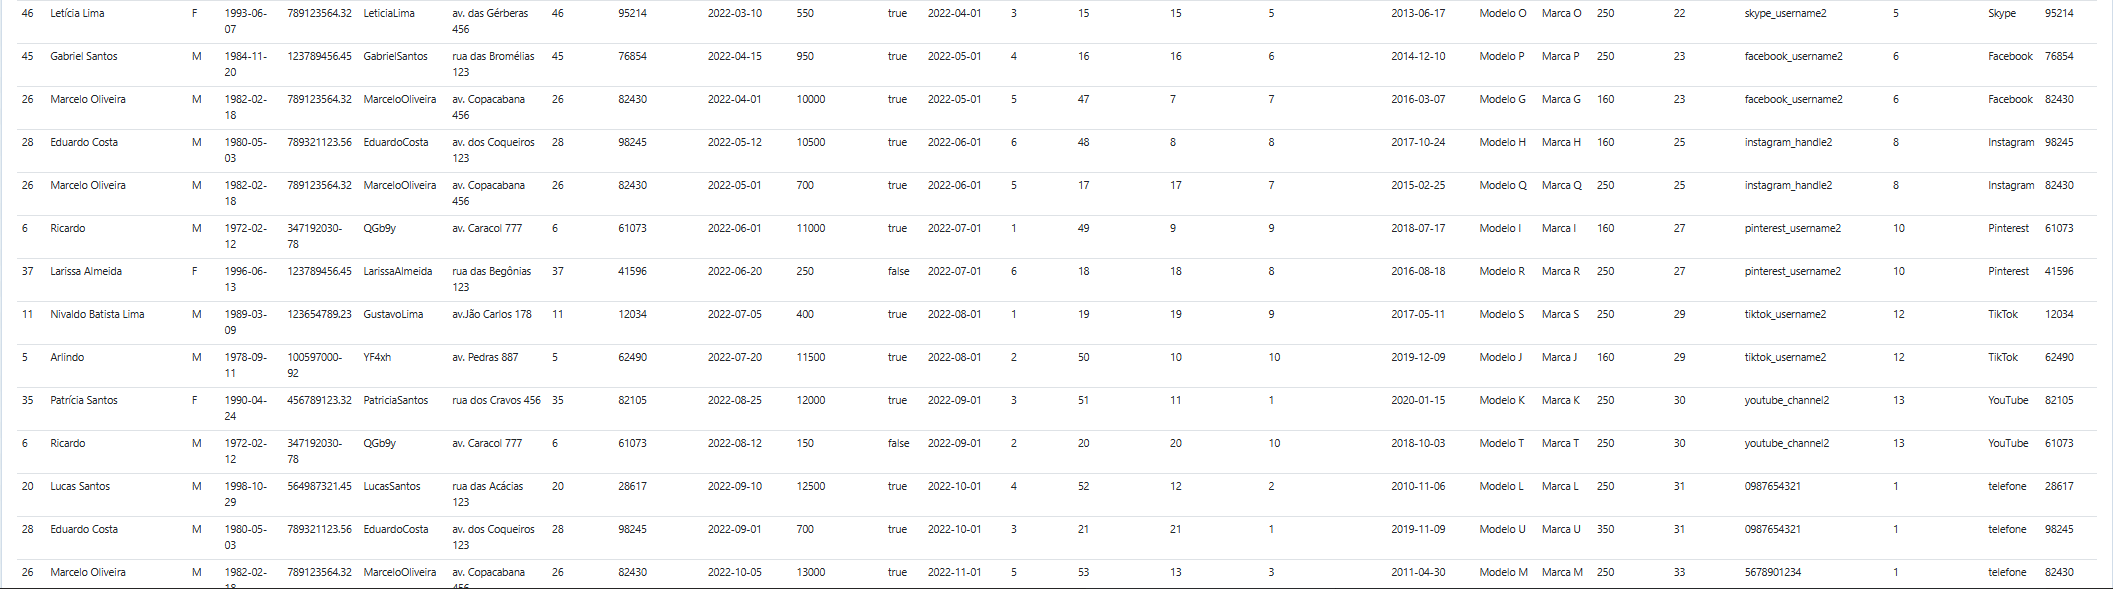 46 Letícia Lima F 1993-06-07 789123564.32 LeticiaLima av. das Gérberas 456 46 95214 2022-03-10 550 true 2022-04-01 3 15 15 5 2013-06-17 Modelo O Marca O 250 22 skype_username2 5 Skype 95214
45 Gabriel Santos M 1984-11-20 123789456.45 GabrielSantos rua das Bromélias 123 45 76854 2022-04-15 950 true 2022-05-01 4 16 16 6 2014-12-10 Modelo P Marca P 250 23 facebook_username2 6 Facebook 76854
26 Marcelo Oliveira M 1982-02-18 789123564.32 MarceloOliveira av. Copacabana 456 26 82430 2022-04-01 10000 true 2022-05-01 5 47 7 7 2016-03-07 Modelo G Marca G 160 23 facebook_username2 6 Facebook 82430
28 Eduardo Costa M 1980-05-03 789321123.56 EduardoCosta av. dos Coqueiros 123 28 98245 2022-05-12 10500 true 2022-06-01 6 48 8 8 2017-10-24 Modelo H Marca H 160 25 instagram_handle2 8 Instagram 98245
26 Marcelo Oliveira M 1982-02-18 789123564.32 MarceloOliveira av. Copacabana 456 26 82430 2022-05-01 700 true 2022-06-01 5 17 17 7 2015-02-25 Modelo Q Marca Q 250 25 instagram_handle2 8 Instagram 82430
6 Ricardo M 1972-02-12 347192030-78 QGb9y av. Caracol 777 6 61073 2022-06-01 11000 true 2022-07-01 1 49 9 9 2018-07-17 Modelo I Marca I 160 27 pinterest_username2 10 Pinterest 61073
37 Larissa Almeida F 1996-06-13 123789456.45 LarissaAlmeida rua das Begônias 123 37 41596 2022-06-20 250 false 2022-07-01 6 18 18 8 2016-08-18 Modelo R Marca R 250 27 pinterest_username2 10 Pinterest 41596
11 Nivaldo Batista Lima M 1989-03-09 123654789.23 GustavoLima av.Jão Carlos 178 11 12034 2022-07-05 400 true 2022-08-01 1 19 19 9 2017-05-11 Modelo S Marca S 250 29 tiktok_username2 12 TikTok 12034
5 Arlindo M 1978-09-11 100597000-92 YF4xh av. Pedras 887 5 62490 2022-07-20 11500 true 2022-08-01 2 50 10 10 2019-12-09 Modelo J Marca J 160 29 tiktok_username2 12 TikTok 62490
35 Patrícia Santos F 1990-04-24 456789123.32 PatriciaSantos rua dos Cravos 456 35 82105 2022-08-25 12000 true 2022-09-01 3 51 11 1 2020-01-15 Modelo K Marca K 250 30 youtube_channel2 13 YouTube 82105
6 Ricardo M 1972-02-12 347192030-78 QGb9y av. Caracol 777 6 61073 2022-08-12 150 false 2022-09-01 2 20 20 10 2018-10-03 Modelo T Marca T 250 30 youtube_channel2 13 YouTube 61073
20 Lucas Santos M 1998-10-29 564987321.45 LucasSantos rua das Acácias 123 20 28617 2022-09-10 12500 true 2022-10-01 4 52 12 2 2010-11-06 Modelo L Marca L 250 31 0987654321 1 telefone 28617
28 Eduardo Costa M 1980-05-03 789321123.56 EduardoCosta av. dos Coqueiros 123 28 98245 2022-09-01 700 true 2022-10-01 3 21 21 1 2019-11-09 Modelo U Marca U 350 31 0987654321 1 telefone 98245
26 Marcelo Oliveira M 1982-02-18 789123564.32 MarceloOliveira av. Copacabana 456 26 82430 2022-10-05 13000 true 2022-11-01 5 53 13 3 2011-04-30 Modelo M Marca M 250 33 5678901234 1 telefone 82430